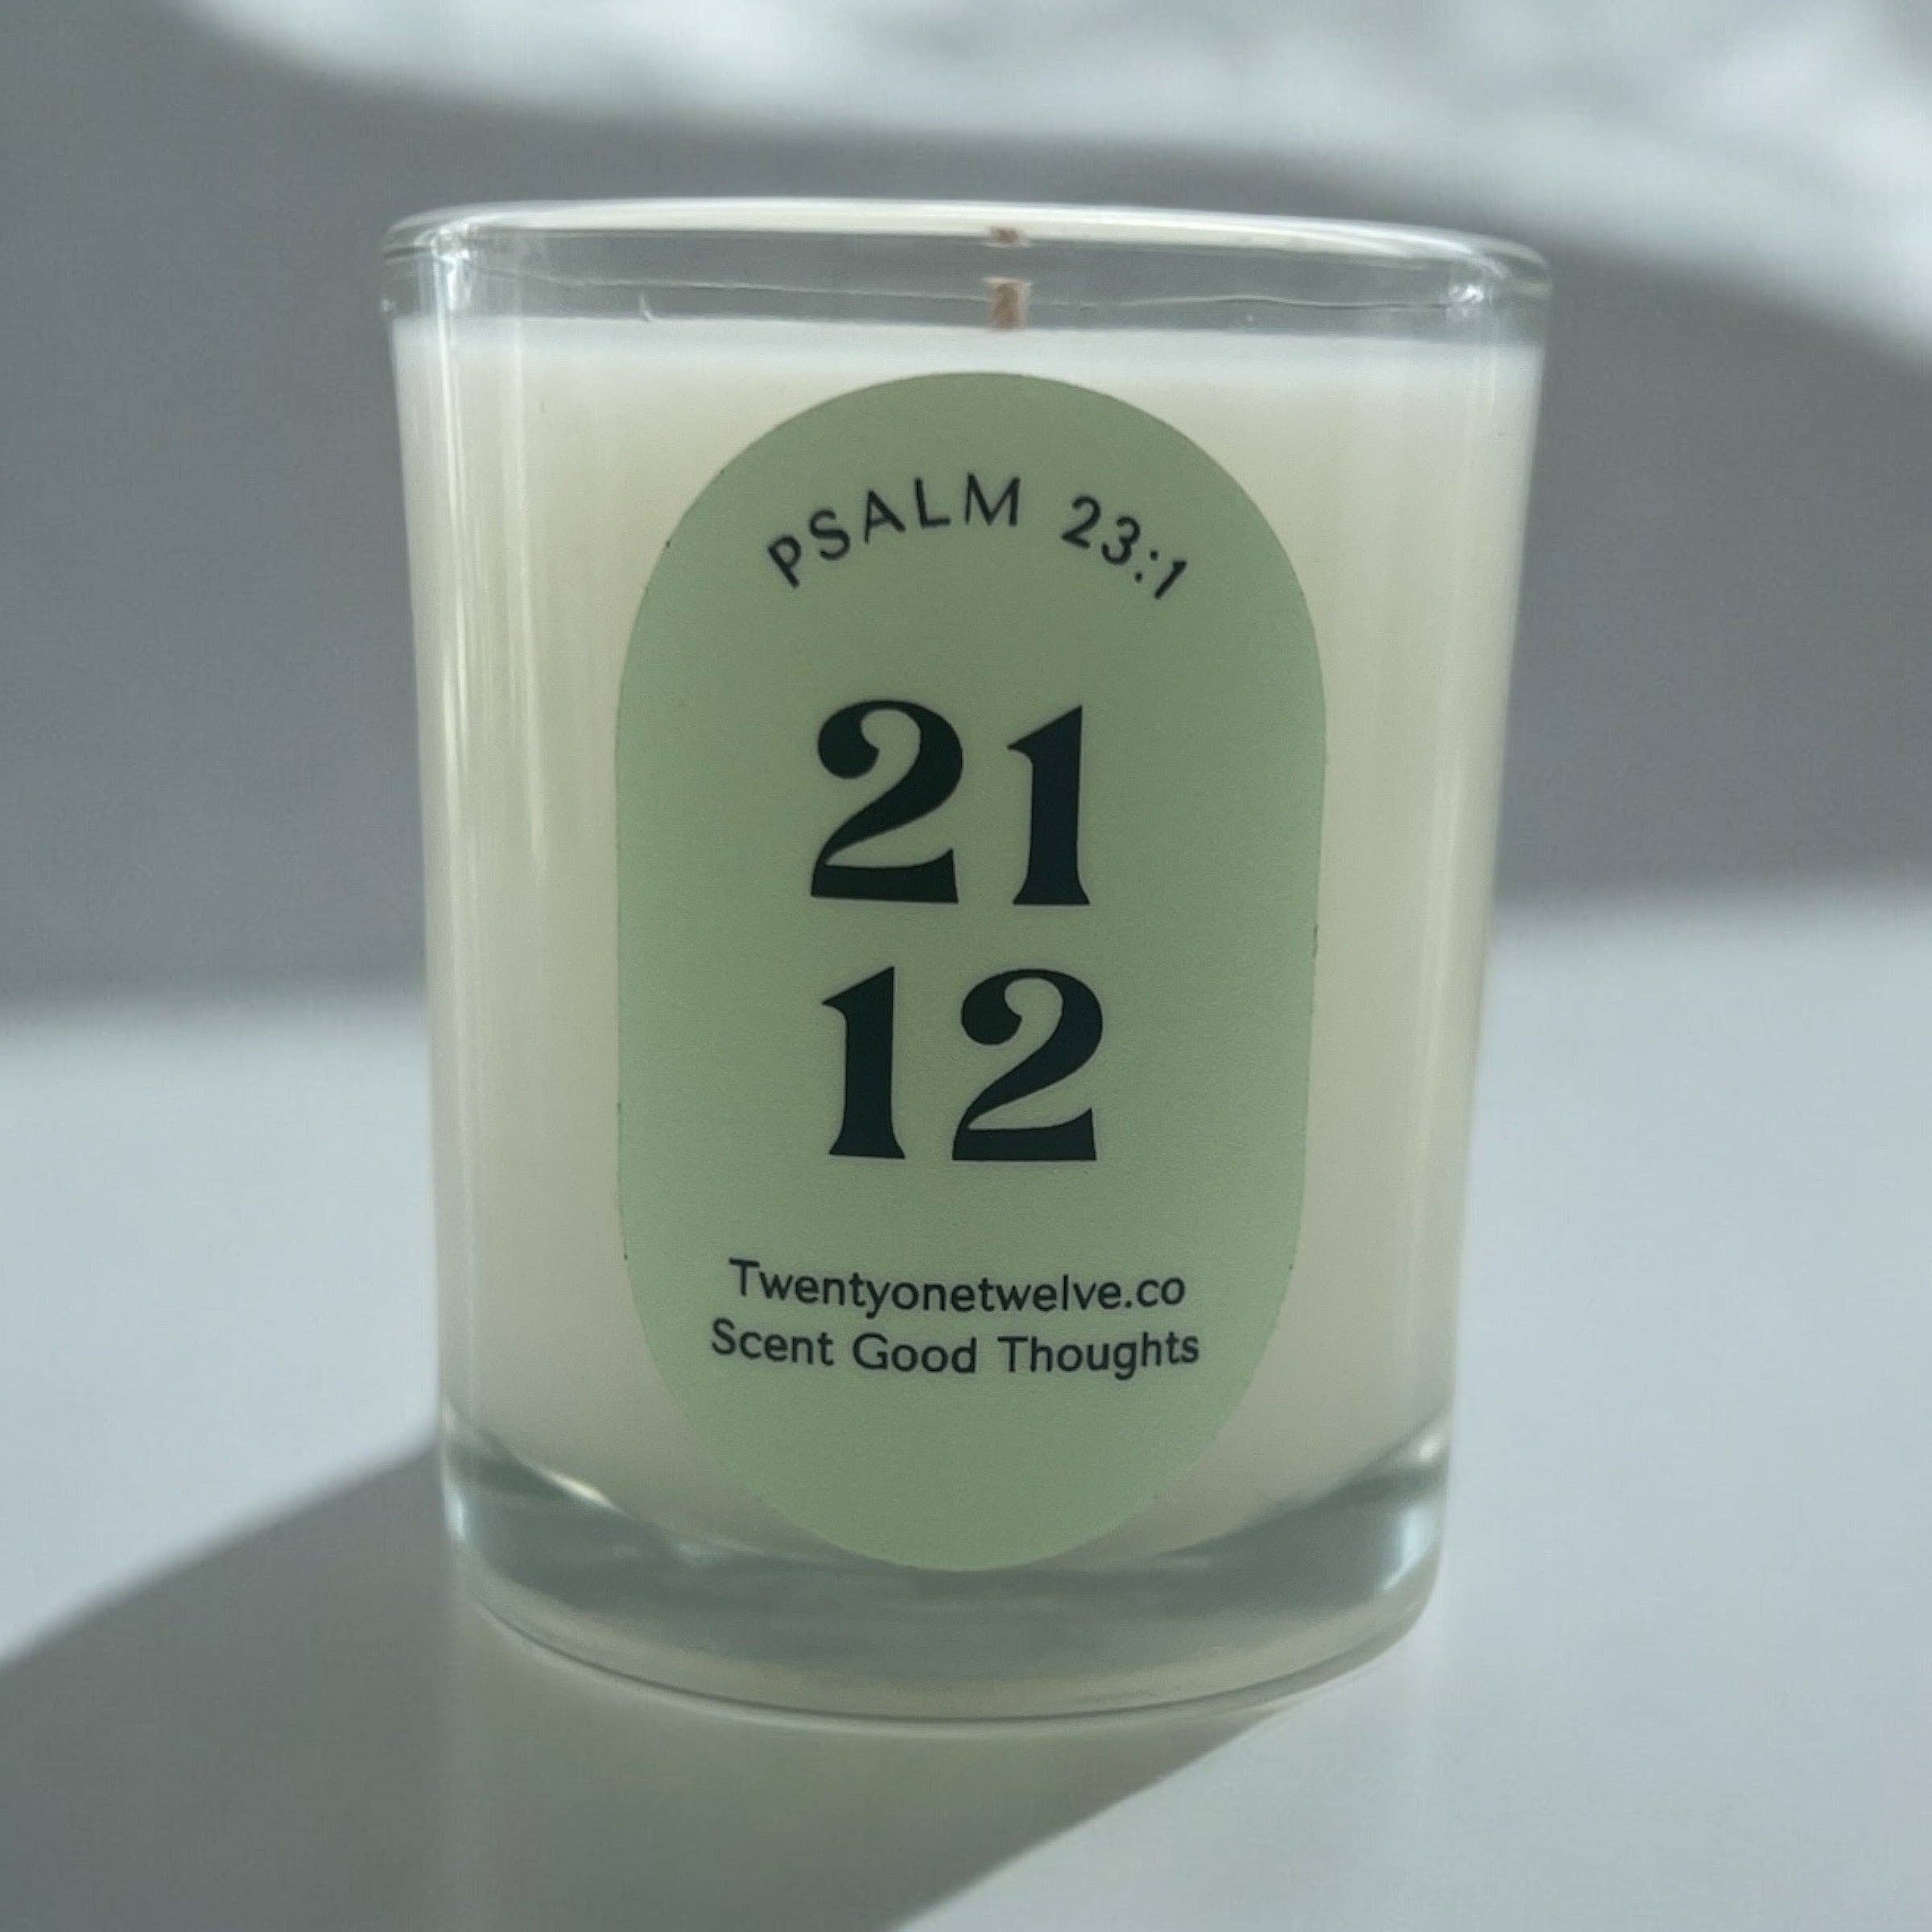 PSALM 23:1
21
12
Twentyonetwelve.co
Scent Good Thoughts